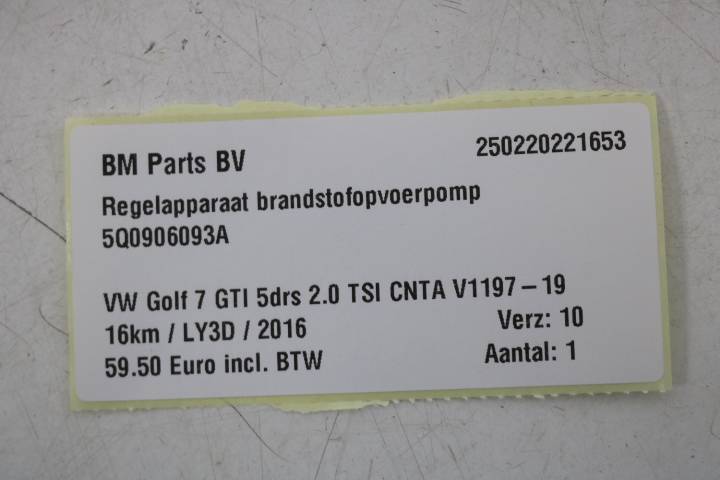 BM Parts BV 250220221653
Regelapparaat brandstofopvoerpomp
5Q0906093A
VW Golf 7 GTI 5drs 2.0 TSI CNTA V1197-19
16km / LY3D / 2016 Verz: 10
59.50 Euro incl. BTW Aantal: 1